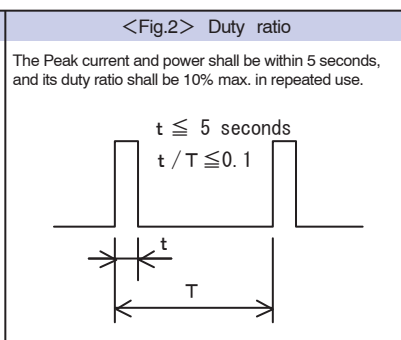 <Fig.2> Duty ratio
The Peak current and power shall be within 5 seconds,
and its duty ratio shall be 10% max. in repeated use.
t ≦ 5 seconds
t／T≦0.1
t
T